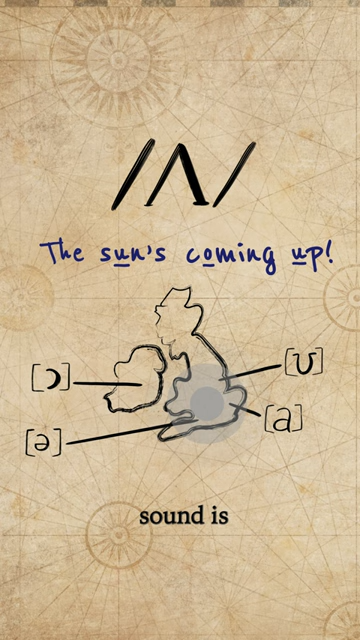 /ʌ/
The sun's coming up!
[ɔ]
[ʊ]
[a]
[ə]
sound is